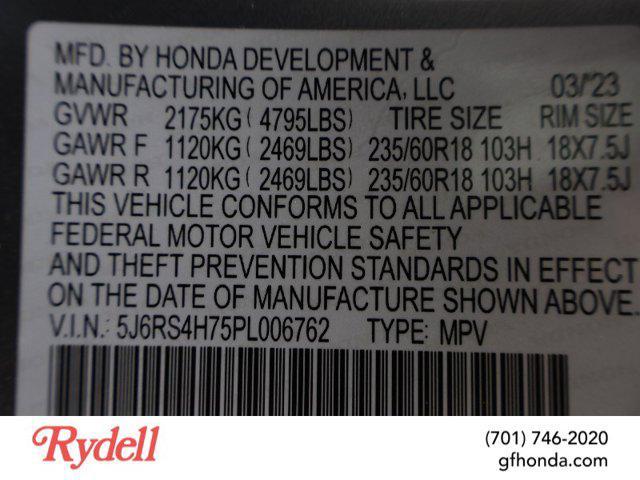 MFD. BY HONDA DEVELOPMENT &
MANUFACTURING OF AMERICA, LLC 03/'23
GVWR 2175KG( 4795LBS) TIRE SIZE RIM SIZE
GAWR F 1120KG( 2469LBS) 235/60R18 103H 18X7.5J
GAWR R 1120KG( 2469LBS) 235/60R18 103H 18X7.5J
THIS VEHICLE CONFORMS TO ALL APPLICABLE
FEDERAL MOTOR VEHICLE SAFETY
AND THEFT PREVENTION STANDARDS IN EFFECT
ON THE DATE OF MANUFACTURE SHOWN ABOVE.
V.I.N.: 5J6RS4H75PL006762 TYPE: MPV
Rydell
(701) 746-2020
gfhonda.com